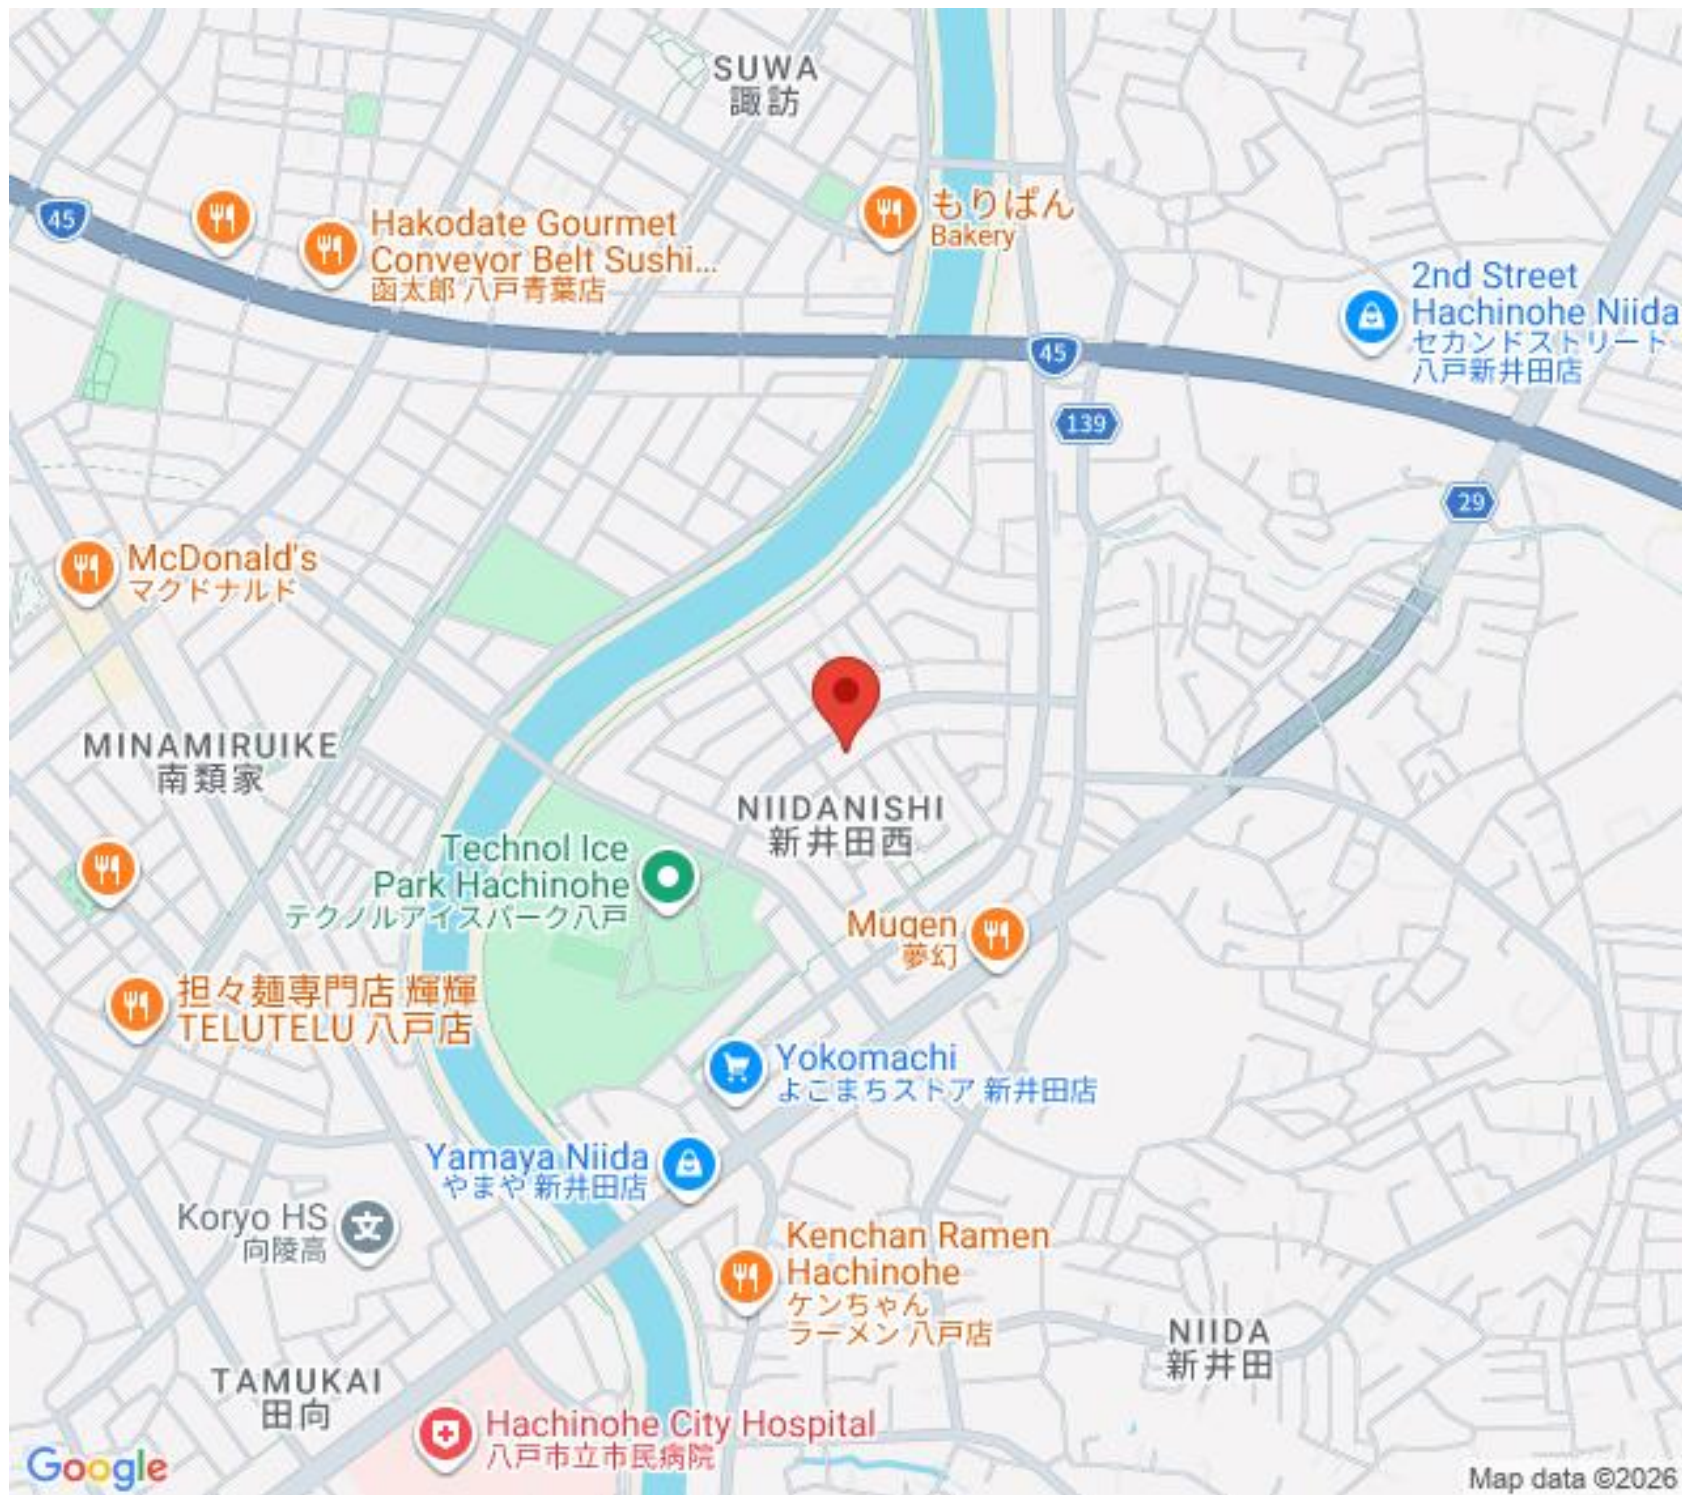 SUWA
諏訪
45
Hakodate Gourmet
Conveyor Belt Sushi...
函太郎 八戸青葉店
もりぱん
Bakery
2nd Street
Hachinohe Niida
セカンドストリート
八戸新井田店
45
139
29
McDonald's
マクドナルド
MINAMIRUIKE
南類家
NIIDANISHI
新井田西
Technol Ice
Park Hachinohe
テクノルアイスパーク八戸
Mugen
夢幻
担々麺専門店 輝輝
TELUTELU 八戸店
Yokomachi
よこまちストア 新井田店
Yamaya Niida
やまや 新井田店
Koryo HS
向陵高
文
Kenchan Ramen
Hachinohe
ケンちゃん
ラーメン 八戸店
NIIDA
新井田
TAMUKAI
田向
Hachinohe City Hospital
八戸市立市民病院
Google
Map data ©2026